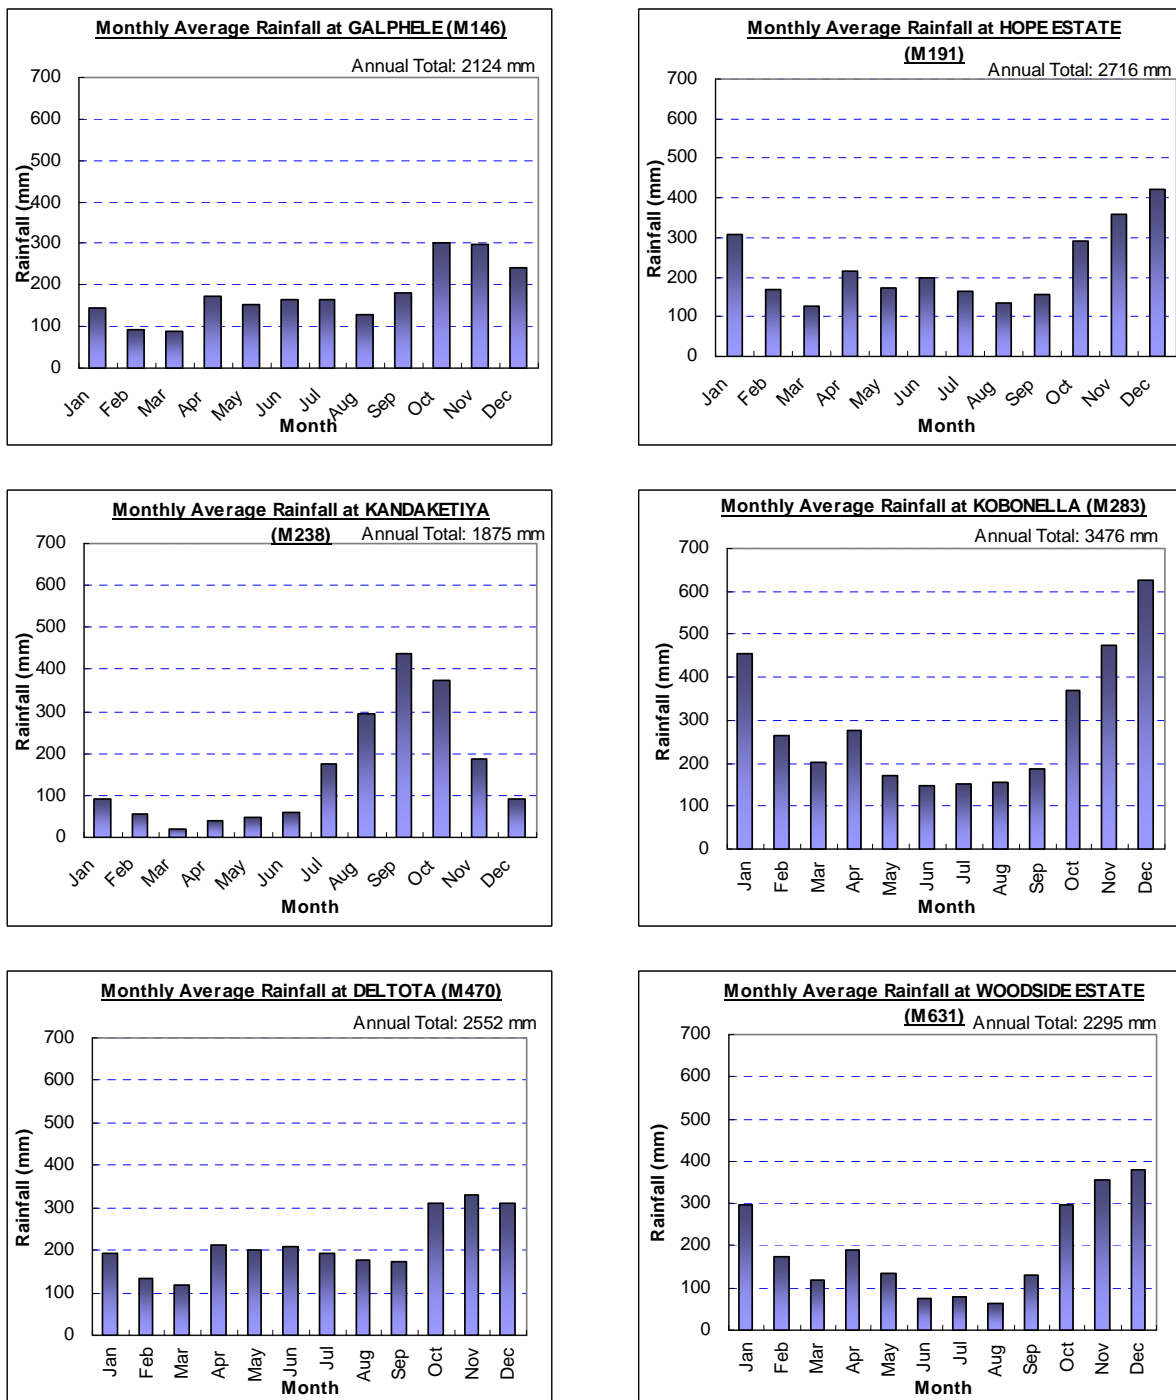 Monthly Average Rainfall at GALPHELE (M146)
Annual Total: 2124 mm
700
600
500
400
300
200
100
0
Rainfall (mm)
Jan Feb Mar Apr May Jun Jul Aug Sep Oct Nov Dec
Month
Monthly Average Rainfall at HOPE ESTATE
(M191) Annual Total: 2716 mm
700
600
500
400
300
200
100
0
Rainfall (mm)
Jan Feb Mar Apr May Jun Jul Aug Sep Oct Nov Dec
Month
Monthly Average Rainfall at KANDAKETIYA
(M238) Annual Total: 1875 mm
700
600
500
400
300
200
100
0
Rainfall (mm)
Jan Feb Mar Apr May Jun Jul Aug Sep Oct Nov Dec
Month
Monthly Average Rainfall at KOBONELLA (M283)
Annual Total: 3476 mm
700
600
500
400
300
200
100
0
Rainfall (mm)
Jan Feb Mar Apr May Jun Jul Aug Sep Oct Nov Dec
Month
Monthly Average Rainfall at DELTOTA (M470)
Annual Total: 2552 mm
700
600
500
400
300
200
100
0
Rainfall (mm)
Jan Feb Mar Apr May Jun Jul Aug Sep Oct Nov Dec
Month
Monthly Average Rainfall at WOODSIDE ESTATE
(M631) Annual Total: 2295 mm
700
600
500
400
300
200
100
0
Rainfall (mm)
Jan Feb Mar Apr May Jun Jul Aug Sep Oct Nov Dec
Month